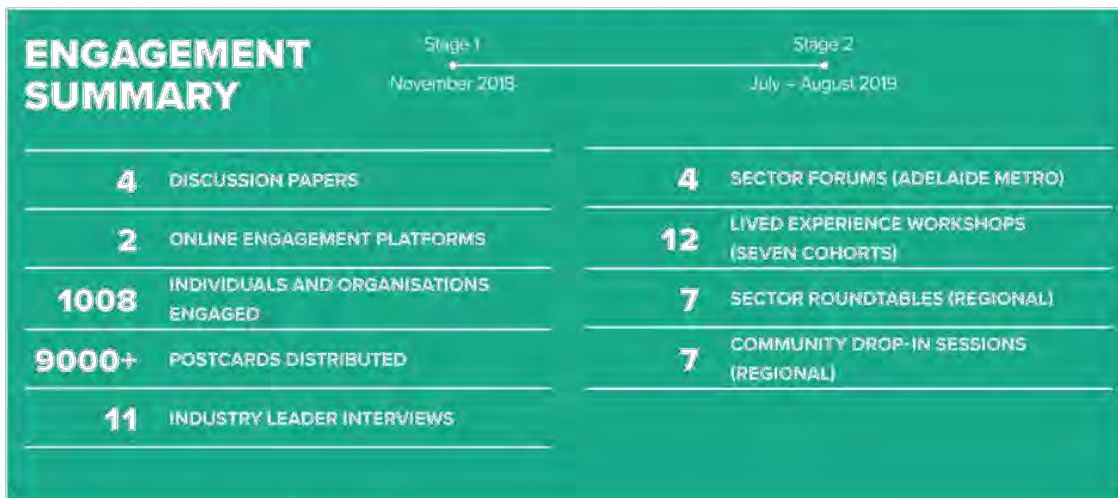 ENGAGEMENT
SUMMARY
Stage 1
Stage 2
November 2018
July – August 2019
4 DISCUSSION PAPERS
2 ONLINE ENGAGEMENT PLATFORMS
1008 INDIVIDUALS AND ORGANISATIONS
ENGAGED
9000+ POSTCARDS DISTRIBUTED
11 INDUSTRY LEADER INTERVIEWS
4 SECTOR FORUMS (ADELAIDE METRO)
12 LIVED EXPERIENCE WORKSHOPS
(SEVEN COHORTS)
7 SECTOR ROUNDTABLES (REGIONAL)
7 COMMUNITY DROP-IN SESSIONS
(REGIONAL)